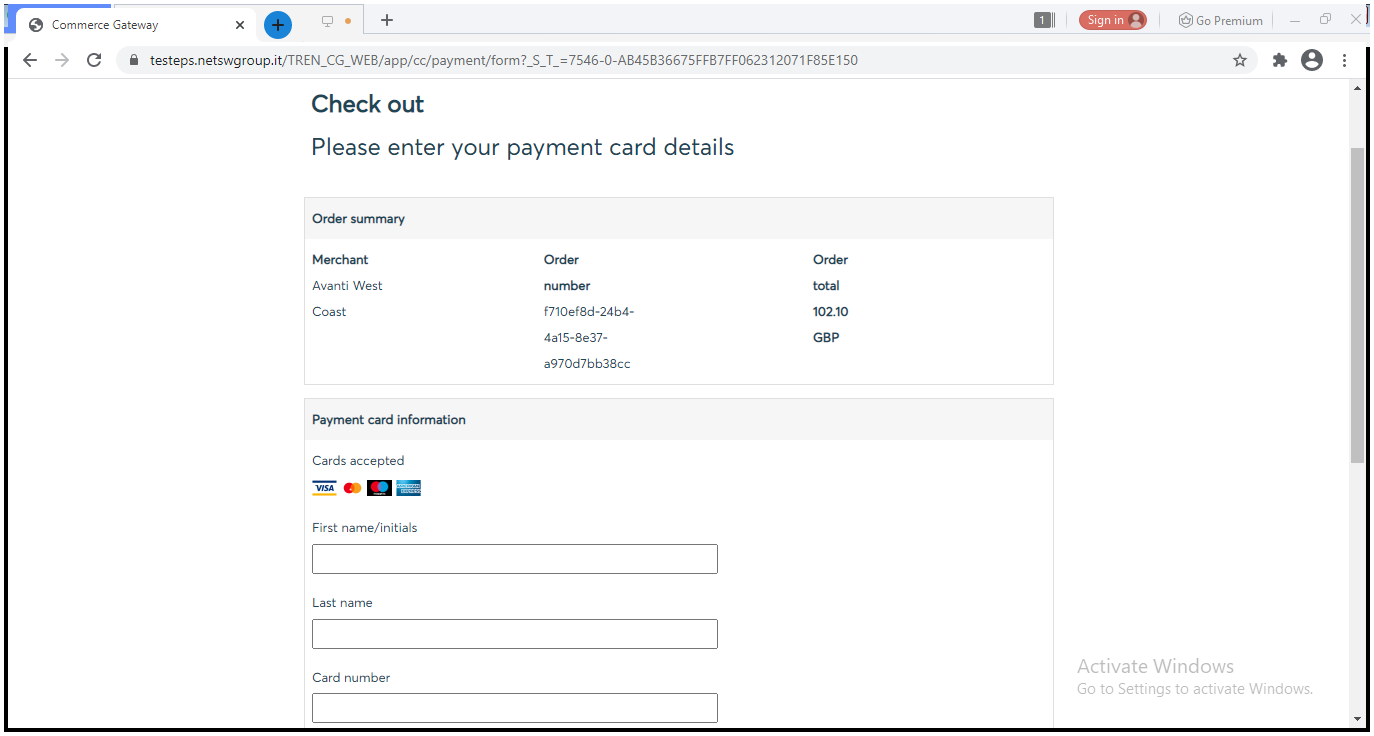 Commerce Gateway
1
Sign in
Go Premium
testeps.netswgroup.it/TREN_CG_WEB/app/cc/payment/form?_S_T_=7546-0-AB45B36675FFB7FF062312071F85E150
Check out
Please enter your payment card details
Order summary
Merchant Order Order
Avanti West number total
Coast f710ef8d-24b4- 102.10
4a15-8e37- GBP
a970d7bb38cc
Payment card information
Cards accepted
VISA
First name/initials
Last name
Card number
Activate Windows
Go to Settings to activate Windows.